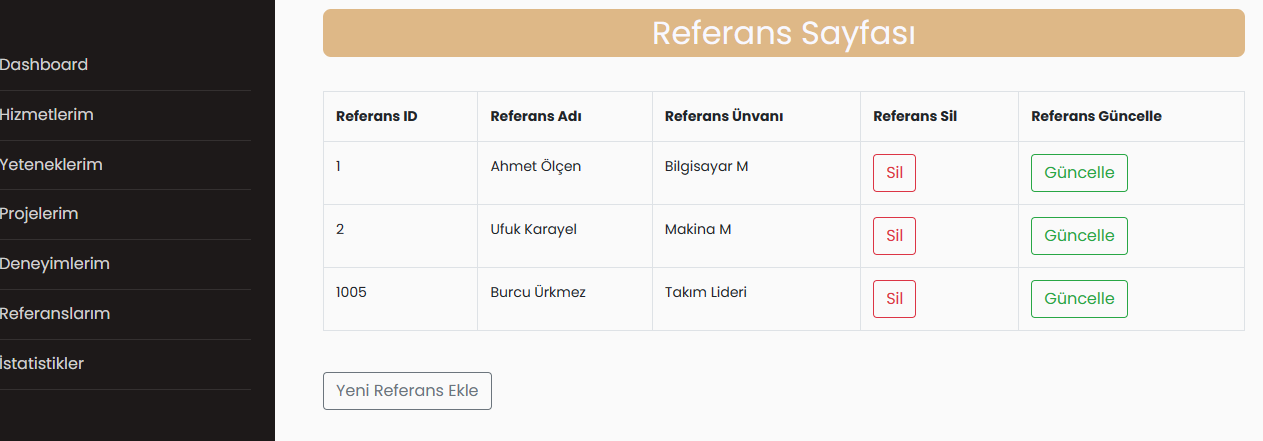 Dashboard
Hizmetlerim
Yeteneklerim
Projelerim
Deneyimlerim
Referanslarım
İstatistikler
Referans Sayfası
Referans ID Referans Adı Referans Ünvanı Referans Sil Referans Güncelle
1 Ahmet Ölçen Bilgisayar M Sil Güncelle
2 Ufuk Karayel Makina M Sil Güncelle
1005 Burcu Ürkmez Takım Lideri Sil Güncelle
Yeni Referans Ekle